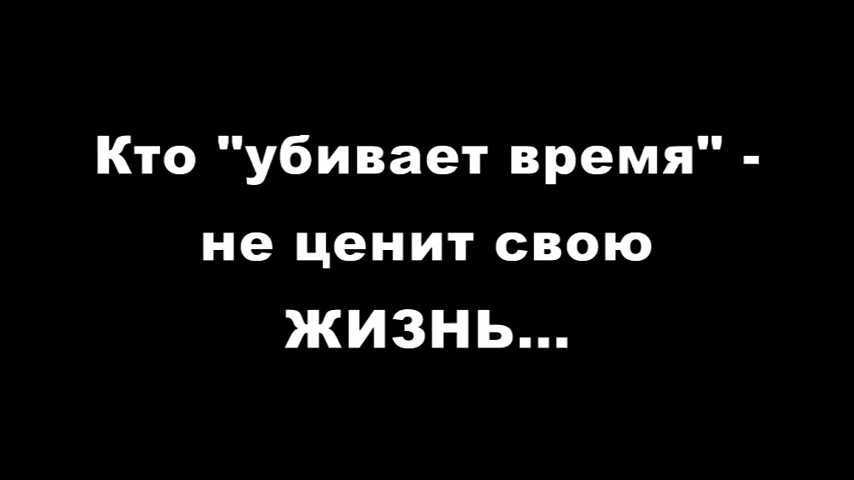 Кто "убивает время" -
не ценит свою
ЖИЗНЬ...